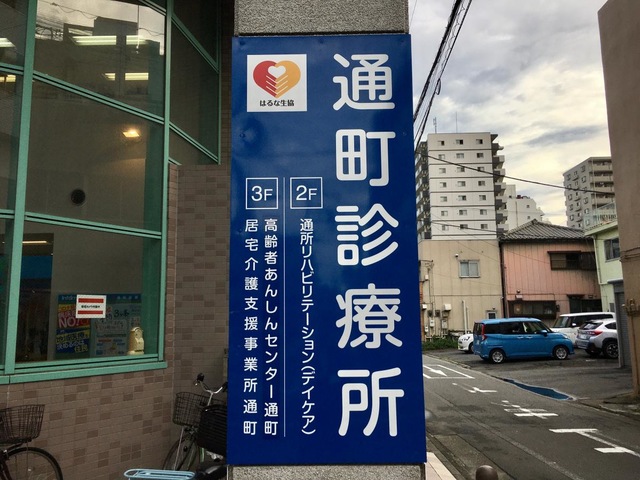 はるな生協
通町診療所
2F
通所リハビリテーション(デイケア)
3F
高齢者あんしんセンター通町
居宅介護支援事業所通町
NO!